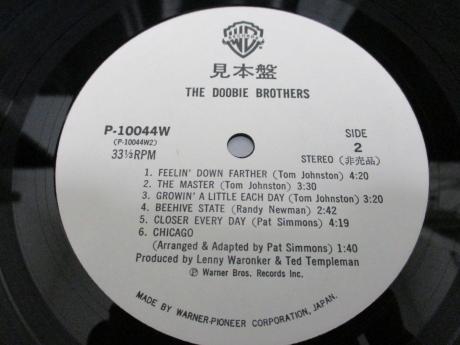 見本盤
THE DOOBIE BROTHERS
P-10044W
(P-10044W2)
33⅓RPM
SIDE
2
STEREO (非売品)
1. FEELIN' DOWN FARTHER (Tom Johnston) 4:20
2. THE MASTER (Tom Johnston) 3:30
3. GROWIN' A LITTLE EACH DAY (Tom Johnston) 3:20
4. BEEHIVE STATE (Randy Newman) 2:42
5. CLOSER EVERY DAY (Pat Simmons) 4:19
6. CHICAGO
(Arranged & Adapted by Pat Simmons) 1:40
Produced by Lenny Waronker & Ted Templeman
Ⓟ Warner Bros. Records Inc.
MADE BY WARNER-PIONEER CORPORATION, JAPAN.